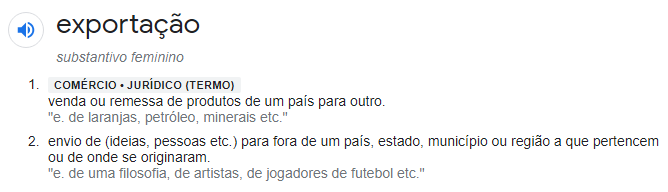 exportação
substantivo feminino
1. COMÉRCIO • JURÍDICO (TERMO)
venda ou remessa de produtos de um país para outro.
"e. de laranjas, petróleo, minerais etc."
2. envio de (ideias, pessoas etc.) para fora de um país, estado, município ou região a que pertencem
ou de onde se originaram.
"e. de uma filosofia, de artistas, de jogadores de futebol etc."